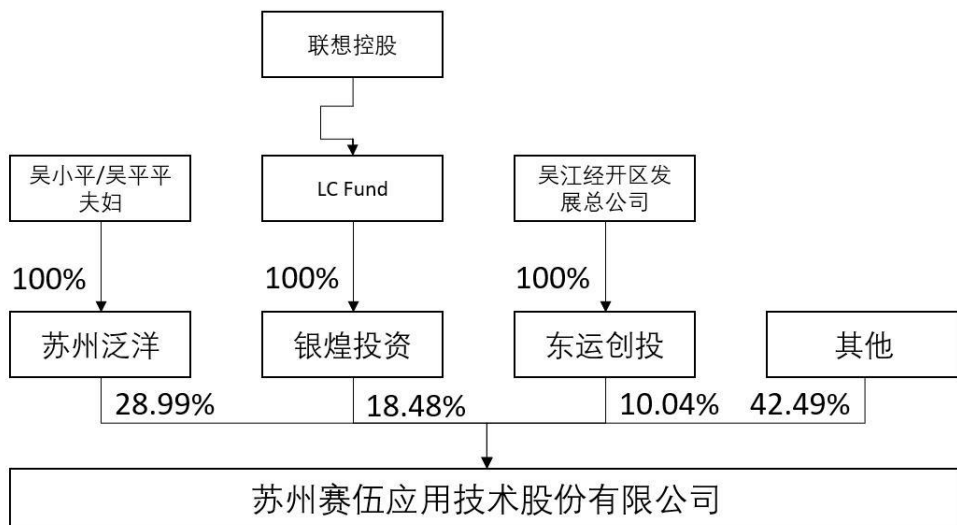 联想控股
吴小平/吴平平
夫妇
LC Fund
吴江经开区发
展总公司
100%
100%
100%
苏州泛洋
银煌投资
东运创投
其他
28.99%
18.48%
10.04%
42.49%
苏州赛伍应用技术股份有限公司